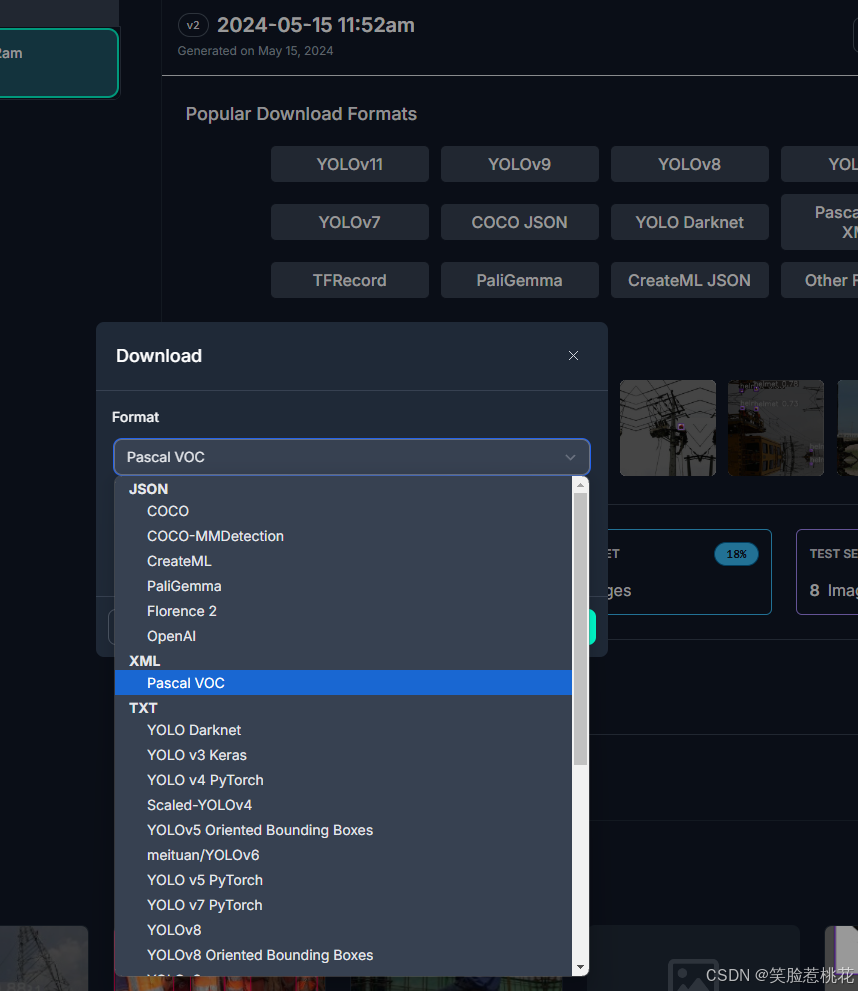 2am
v2 2024-05-15 11:52am
Generated on May 15, 2024
Popular Download Formats
YOLOv11 YOLOv9 YOLOv8 YOL
YOLOv7 COCO JSON YOLO Darknet Pasca
XM
TFRecord PaliGemma CreateML JSON Other F
Download
Format
Pascal VOC
JSON
COCO
COCO-MMDetection
CreateML
PaliGemma
Florence 2
OpenAI
XML
Pascal VOC
TXT
YOLO Darknet
YOLO v3 Keras
YOLO v4 PyTorch
Scaled-YOLOv4
YOLOv5 Oriented Bounding Boxes
meituan/YOLOv6
YOLO v5 PyTorch
YOLO v7 PyTorch
YOLOv8
YOLOv8 Oriented Bounding Boxes
ET 18% TEST SE
ges 8 Imag
CSDN @笑脸惹桃花